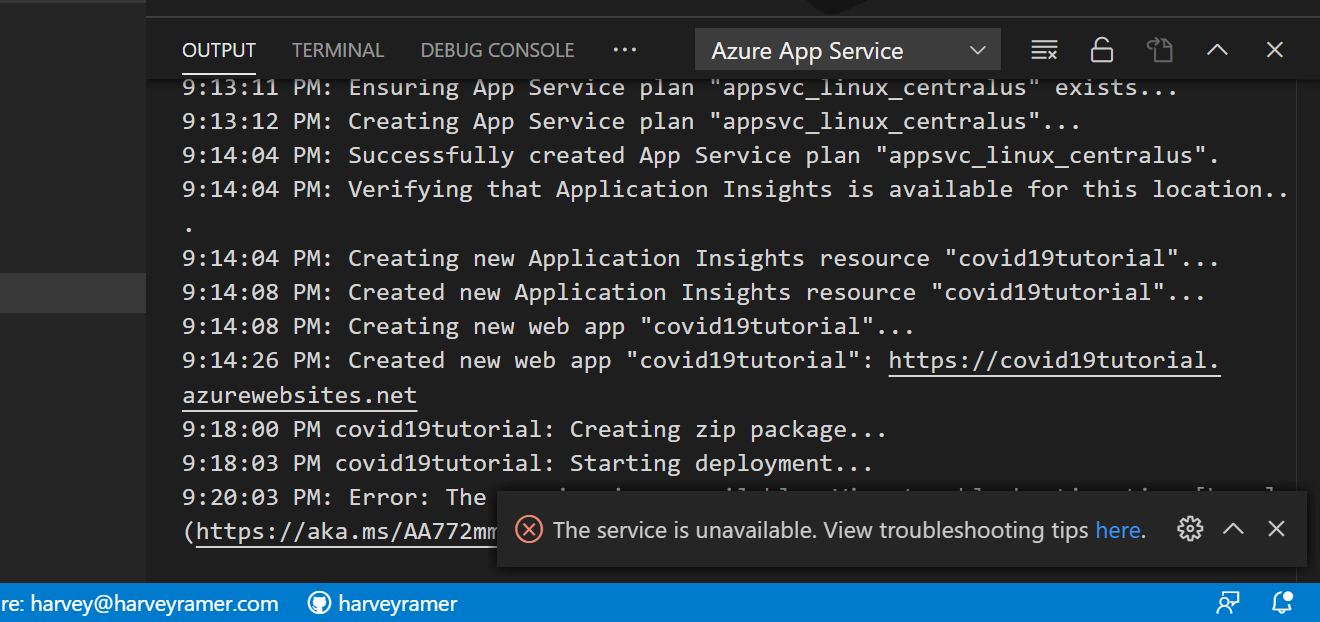 OUTPUT TERMINAL DEBUG CONSOLE ··· Azure App Service
9:13:11 PM: Ensuring App Service plan "appsvc_linux_centralus" exists...
9:13:12 PM: Creating App Service plan "appsvc_linux_centralus"...
9:14:04 PM: Successfully created App Service plan "appsvc_linux_centralus".
9:14:04 PM: Verifying that Application Insights is available for this location..
.
9:14:04 PM: Creating new Application Insights resource "covid19tutorial"...
9:14:08 PM: Created new Application Insights resource "covid19tutorial"...
9:14:08 PM: Creating new web app "covid19tutorial"...
9:14:26 PM: Created new web app "covid19tutorial": https://covid19tutorial.
azurewebsites.net
9:18:00 PM covid19tutorial: Creating zip package...
9:18:03 PM covid19tutorial: Starting deployment...
9:20:03 PM: Error: The
(https://aka.ms/AA772mm
The service is unavailable. View troubleshooting tips here.
re: harvey@harveyramer.com harveyramer